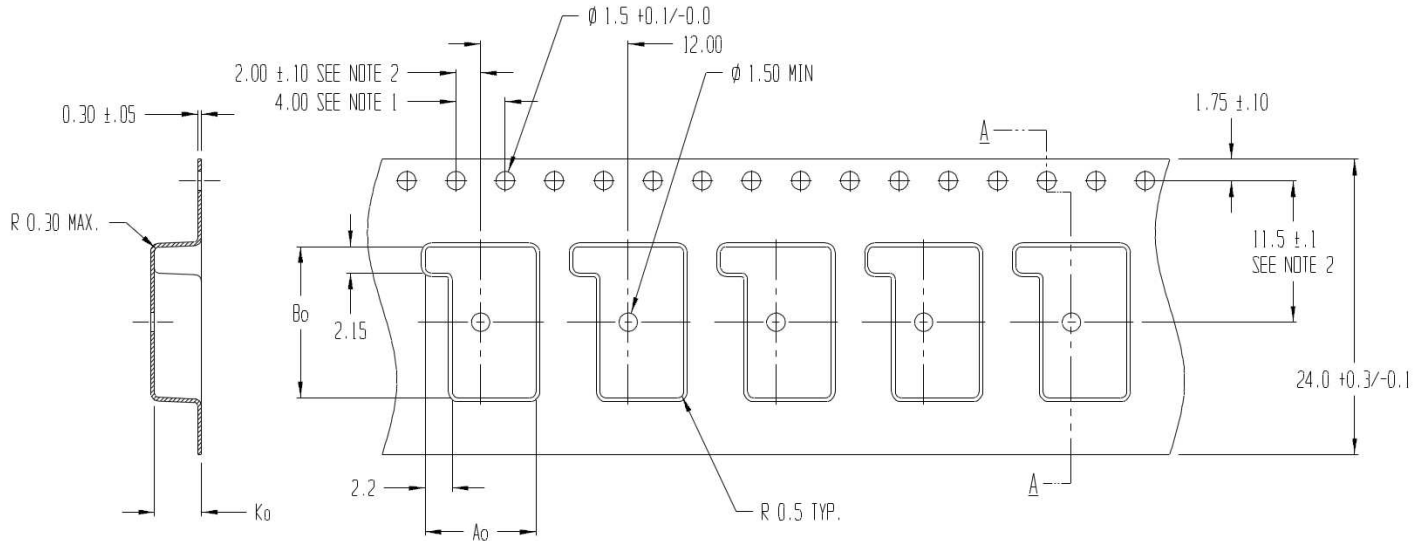 Ø 1.5 +0.1/-0.0
12.00
2.00 ±.10 SEE NOTE 2
Ø 1.50 MIN
4.00 SEE NOTE 1
0.30 ±.05
1.75 ±.10
A
R 0.30 MAX.
11.5 ±.1
SEE NOTE 2
Bo
2.15
24.0 +0.3/-0.1
2.2
A
Ko
R 0.5 TYP.
Ao